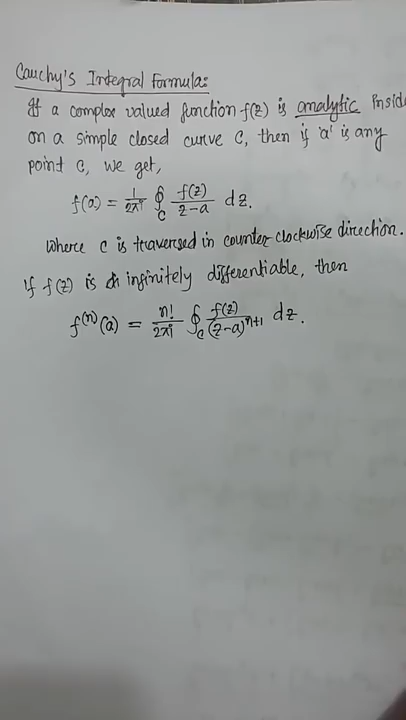 Cauchy's Integral Formula:
If a complex valued function f(z) is analytic insid
on a simple closed curve C, then if 'a' is any
point C, we get,
f(a) = 1/2πi ∮_C f(z)/z-a dz.
where C is traversed in counter clockwise direction.
If f(z) is infinitely differentiable, then
f^(n)(a) = n!/2πi ∮_C f(z)/(z-a)^n+1 dz.